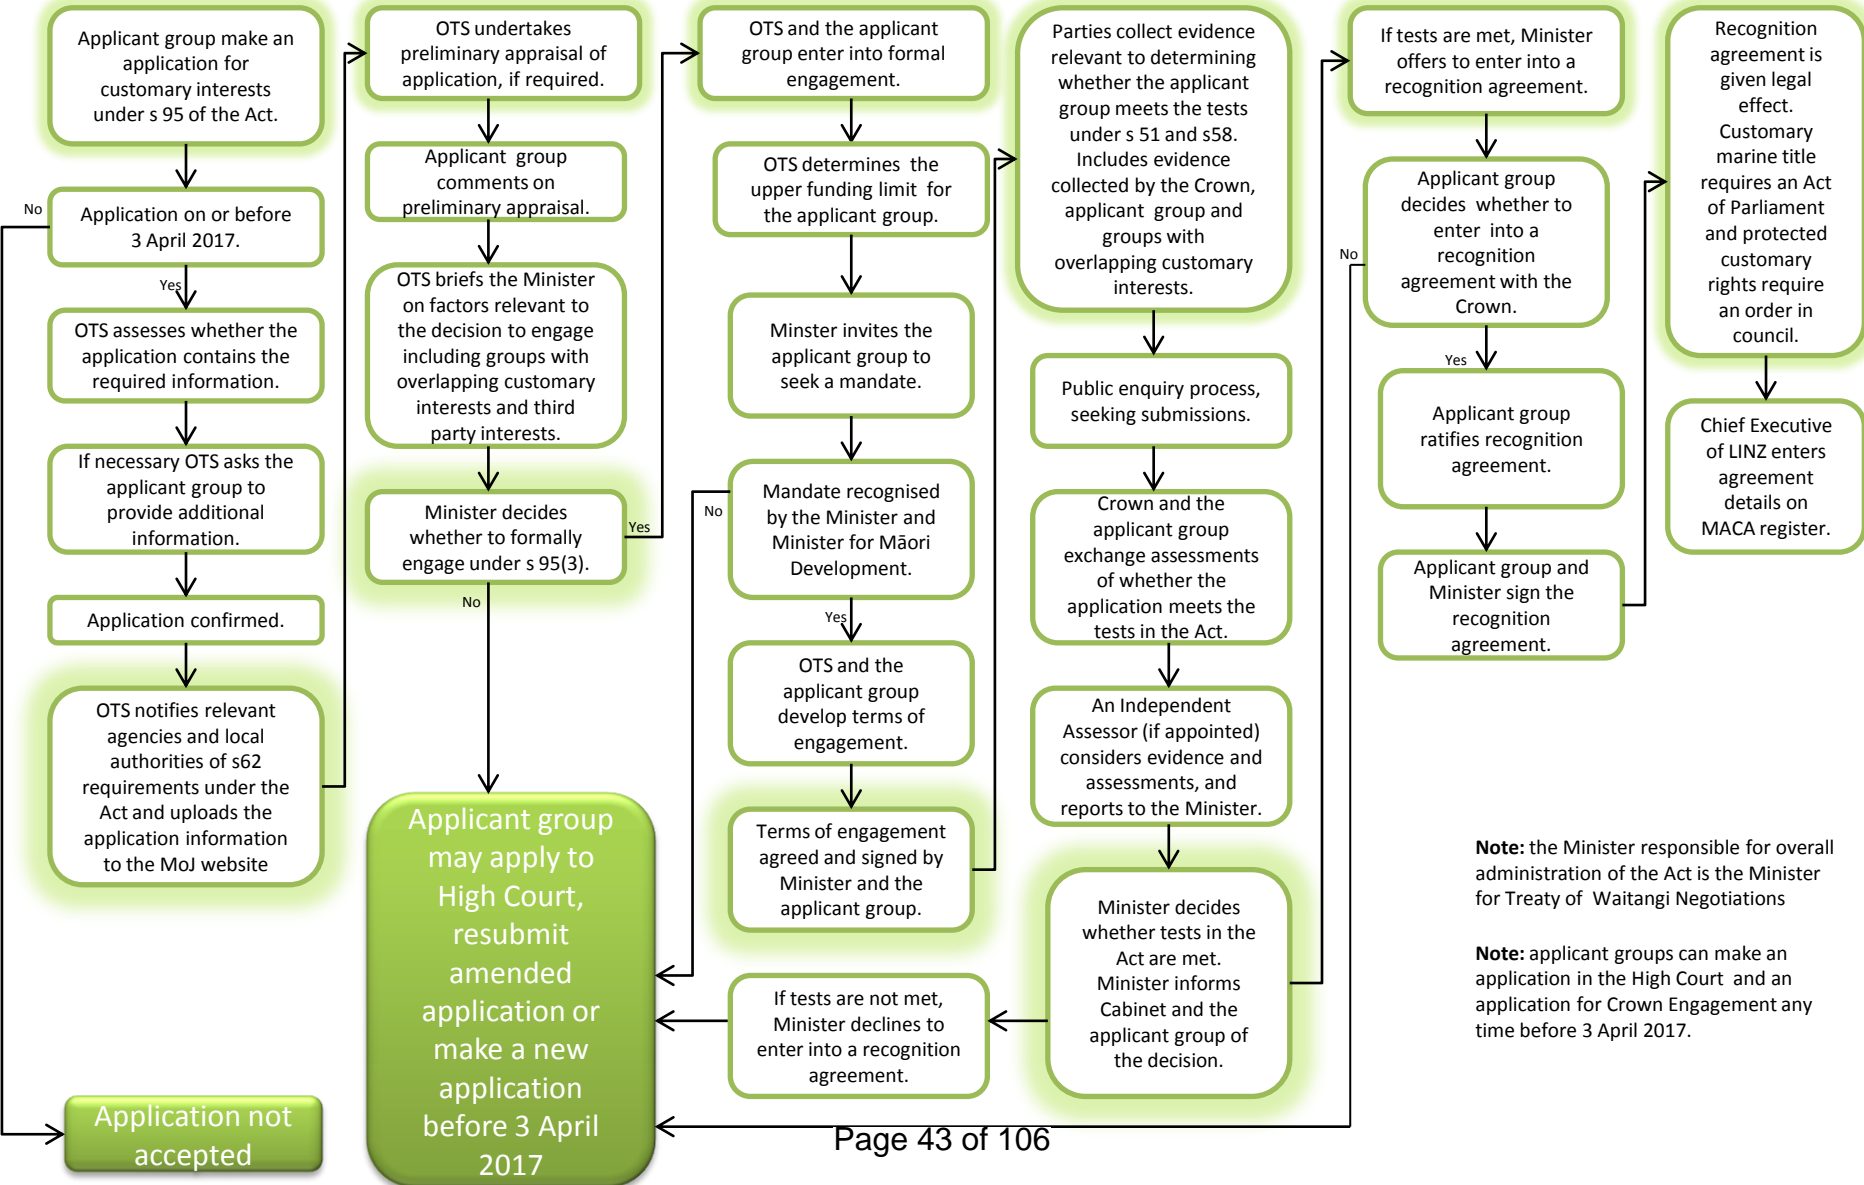 Applicant group make an
application for
customary interests
under s 95 of the Act.
No
Application on or before
3 April 2017.
Yes
OTS assesses whether the
application contains the
required information.
If necessary OTS asks the
applicant group to
provide additional
information.
Application confirmed.
OTS notifies relevant
agencies and local
authorities of s62
requirements under the
Act and uploads the
application information
to the MoJ website
Application not
accepted
OTS undertakes
preliminary appraisal of
application, if required.
Applicant group
comments on
preliminary appraisal.
OTS briefs the Minister
on factors relevant to
the decision to engage
including groups with
overlapping customary
interests and third
party interests.
Minister decides
whether to formally
engage under s 95(3).
Yes
No
Applicant group
may apply to
High Court,
resubmit
amended
application or
make a new
application
before 3 April
2017
OTS and the applicant
group enter into formal
engagement.
OTS determines the
upper funding limit for
the applicant group.
Minster invites the
applicant group to
seek a mandate.
Mandate recognised
by the Minister and
Minister for Māori
Development.
No
Yes
OTS and the
applicant group
develop terms of
engagement.
Terms of engagement
agreed and signed by
Minister and the
applicant group.
If tests are not met,
Minister declines to
enter into a recognition
agreement.
Parties collect evidence
relevant to determining
whether the applicant
group meets the tests
under s 51 and s58.
Includes evidence
collected by the Crown,
applicant group and
groups with
overlapping customary
interests.
Public enquiry process,
seeking submissions.
Crown and the
applicant group
exchange assessments
of whether the
application meets the
tests in the Act.
An Independent
Assessor (if appointed)
considers evidence and
assessments, and
reports to the Minister.
Minister decides
whether tests in the
Act are met.
Minister informs
Cabinet and the
applicant group of
the decision.
If tests are met, Minister
offers to enter into a
recognition agreement.
Applicant group
decides whether to
enter into a
recognition
agreement with the
Crown.
No
Yes
Applicant group
ratifies recognition
agreement.
Applicant group and
Minister sign the
recognition
agreement.
Recognition
agreement is
given legal
effect.
Customary
marine title
requires an Act
of Parliament
and protected
customary
rights require
an order in
council.
Chief Executive
of LINZ enters
agreement
details on
MACA register.
Note: the Minister responsible for overall
administration of the Act is the Minister
for Treaty of Waitangi Negotiations
Note: applicant groups can make an
application in the High Court and an
application for Crown Engagement any
time before 3 April 2017.
Page 43 of 106